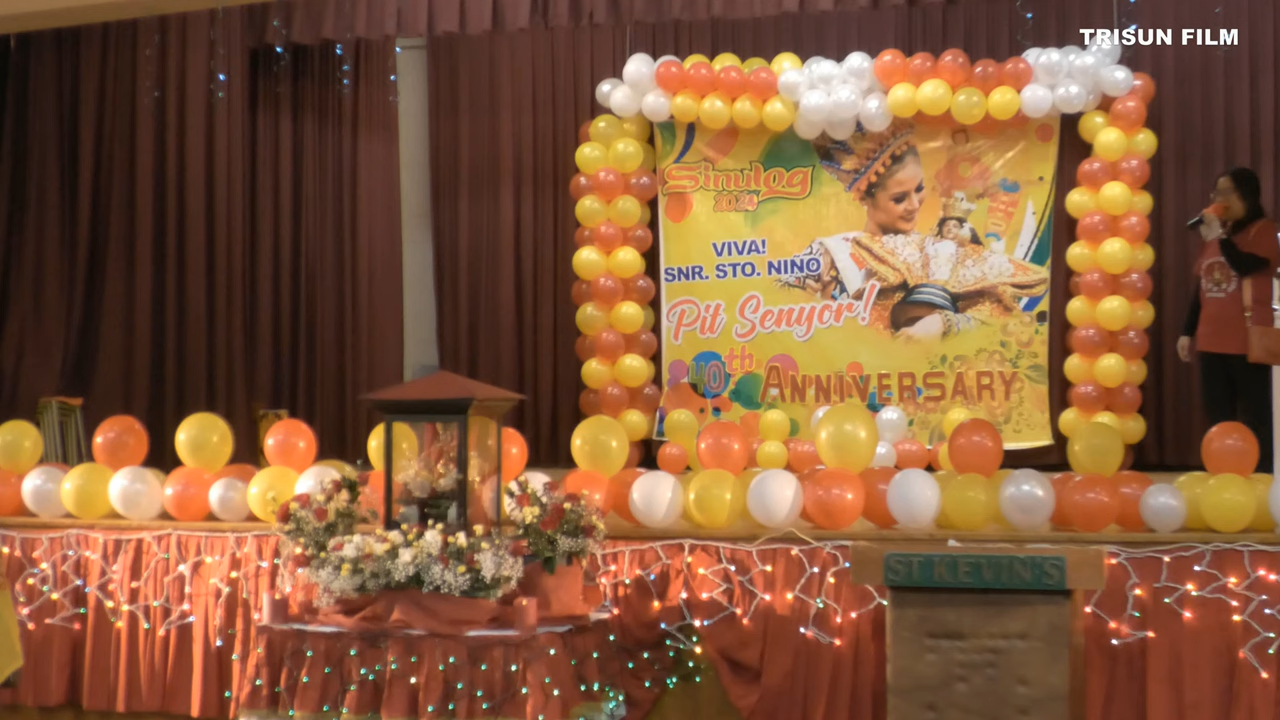 TRISUN FILM
Sinulog
2024
VIVA!
SNR. STO. NIÑO
Pit Senyor!
40th
ANNIVERSARY
ST KEVIN'S